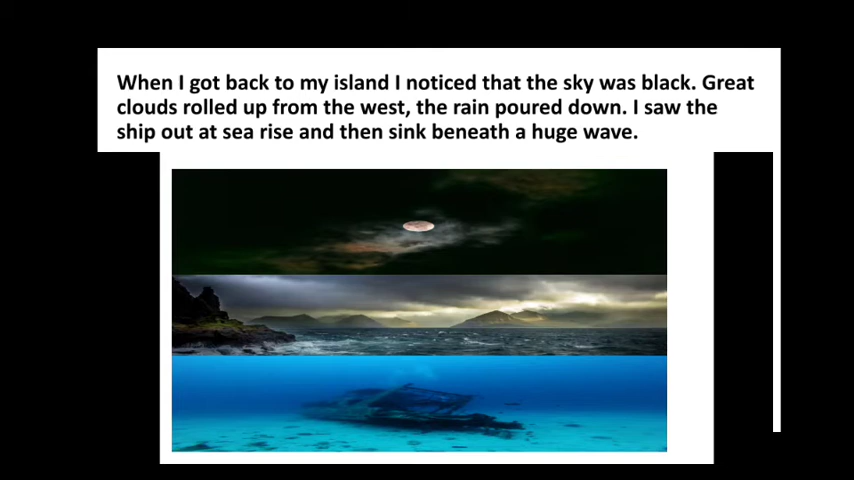 When I got back to my island I noticed that the sky was black. Great
clouds rolled up from the west, the rain poured down. I saw the
ship out at sea rise and then sink beneath a huge wave.